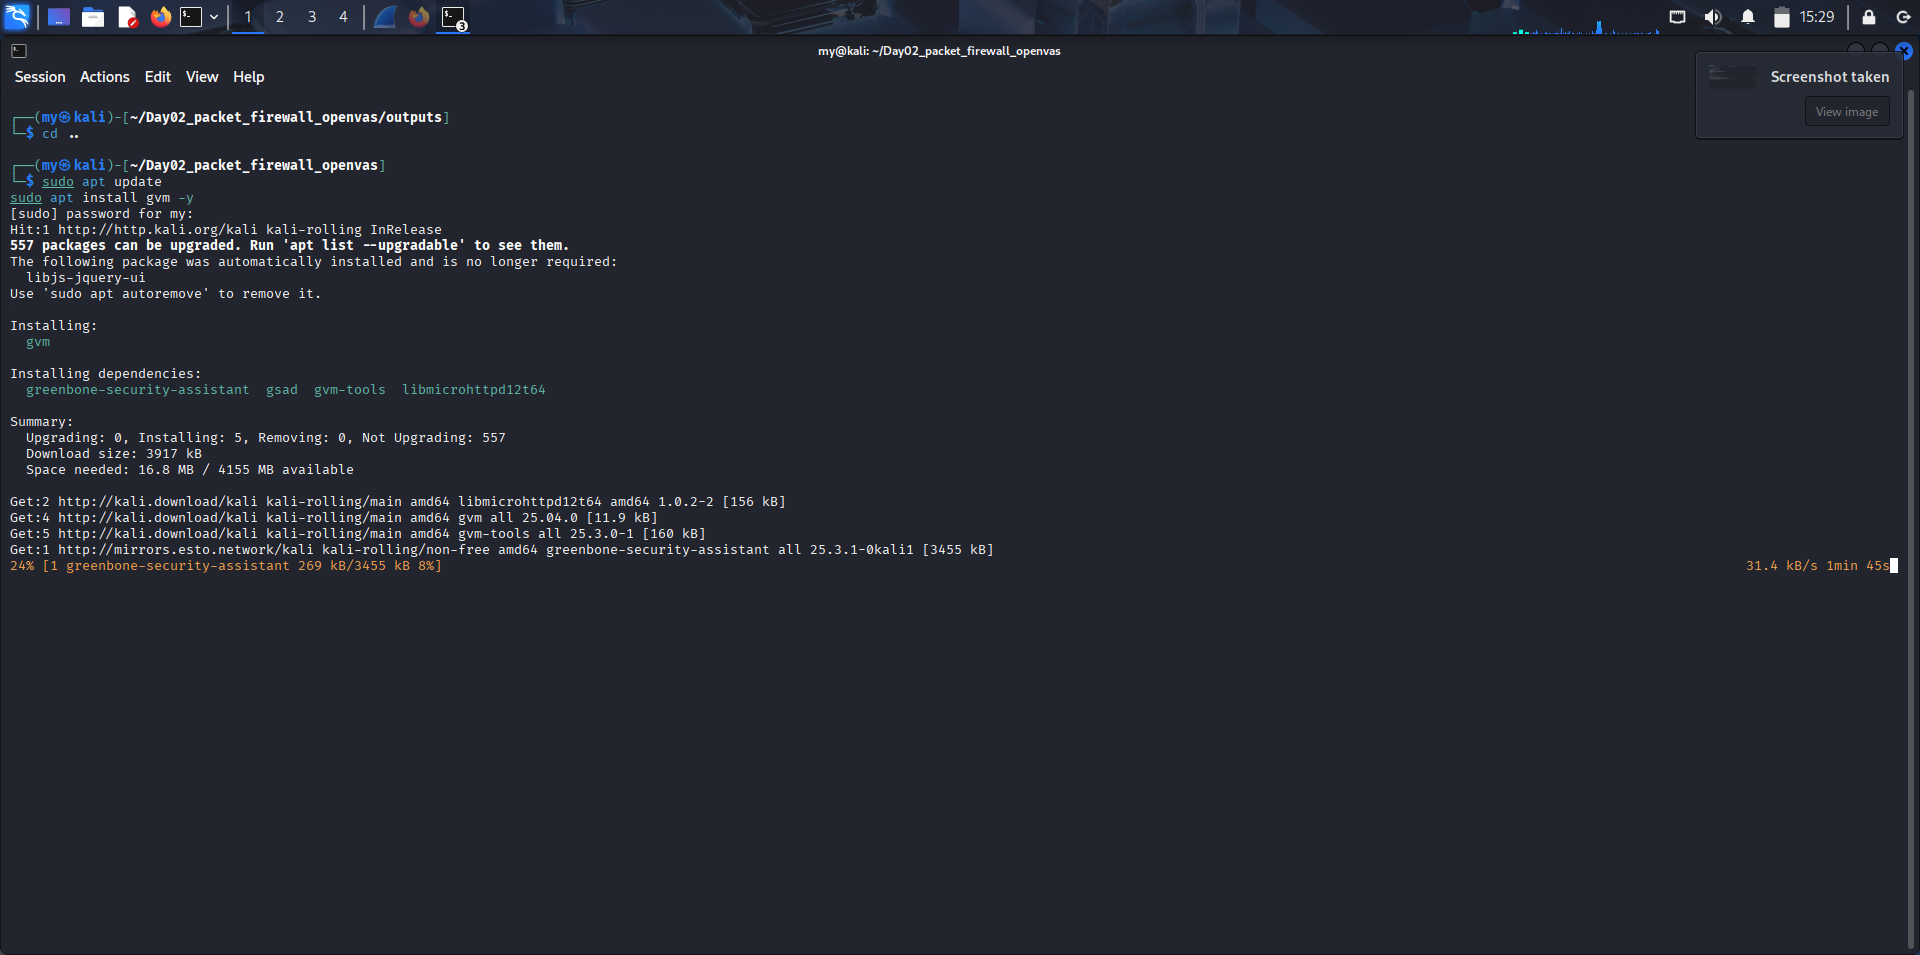 1 2 3 4
3
15:29
my@kali: ~/Day02_packet_firewall_openvas
Session Actions Edit View Help
Screenshot taken
View image
┌──(my㉿kali)-[~/Day02_packet_firewall_openvas/outputs]
└─$ cd ..
┌──(my㉿kali)-[~/Day02_packet_firewall_openvas]
└─$ sudo apt update
sudo apt install gvm -y
[sudo] password for my:
Hit:1 http://http.kali.org/kali kali-rolling InRelease
557 packages can be upgraded. Run 'apt list --upgradable' to see them.
The following package was automatically installed and is no longer required:
  libjs-jquery-ui
Use 'sudo apt autoremove' to remove it.
Installing:
  gvm
Installing dependencies:
  greenbone-security-assistant  gsad  gvm-tools  libmicrohttpd12t64
Summary:
  Upgrading: 0, Installing: 5, Removing: 0, Not Upgrading: 557
  Download size: 3917 kB
  Space needed: 16.8 MB / 4155 MB available
Get:2 http://kali.download/kali kali-rolling/main amd64 libmicrohttpd12t64 amd64 1.0.2-2 [156 kB]
Get:4 http://kali.download/kali kali-rolling/main amd64 gvm all 25.04.0 [11.9 kB]
Get:5 http://kali.download/kali kali-rolling/main amd64 gvm-tools all 25.3.0-1 [160 kB]
Get:1 http://mirrors.esto.network/kali kali-rolling/non-free amd64 greenbone-security-assistant all 25.3.1-0kali1 [3455 kB]
24% [1 greenbone-security-assistant 269 kB/3455 kB 8%] 31.4 kB/s 1min 45s